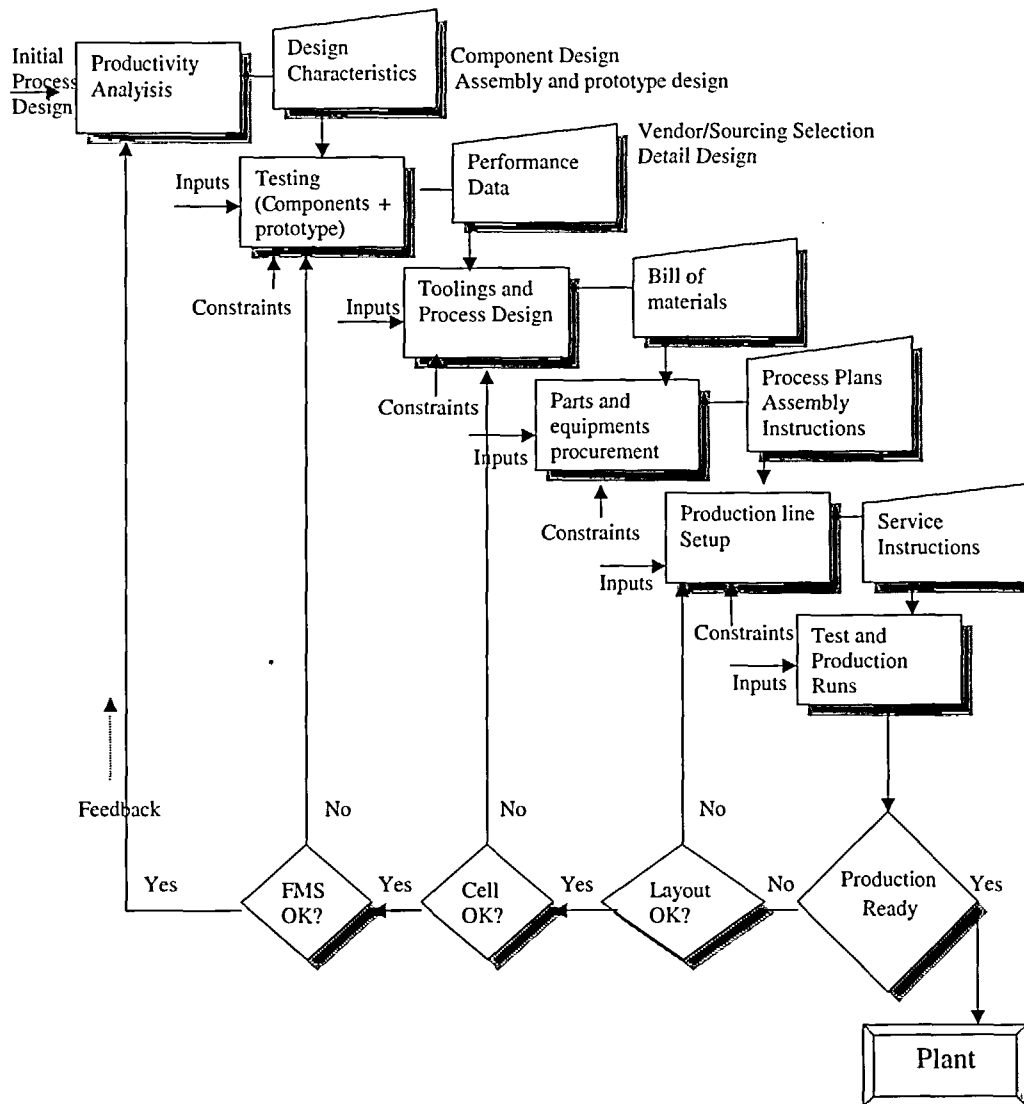 Initial
Process
Design
Productivity
Analyisis
Design
Characteristics
Component Design
Assembly and prototype design
Inputs
Testing
(Components +
prototype)
Constraints
Performance
Data
Vendor/Sourcing Selection
Detail Design
Inputs
Toolings and
Process Design
Constraints
Bill of
materials
Inputs
Parts and
equipments
procurement
Constraints
Process Plans
Assembly
Instructions
Inputs
Production line
Setup
Constraints
Service
Instructions
Inputs
Test and
Production
Runs
Feedback
No
No
No
Yes
FMS
OK?
Yes
Cell
OK?
Yes
Layout
OK?
No
Production
Ready
Yes
Plant